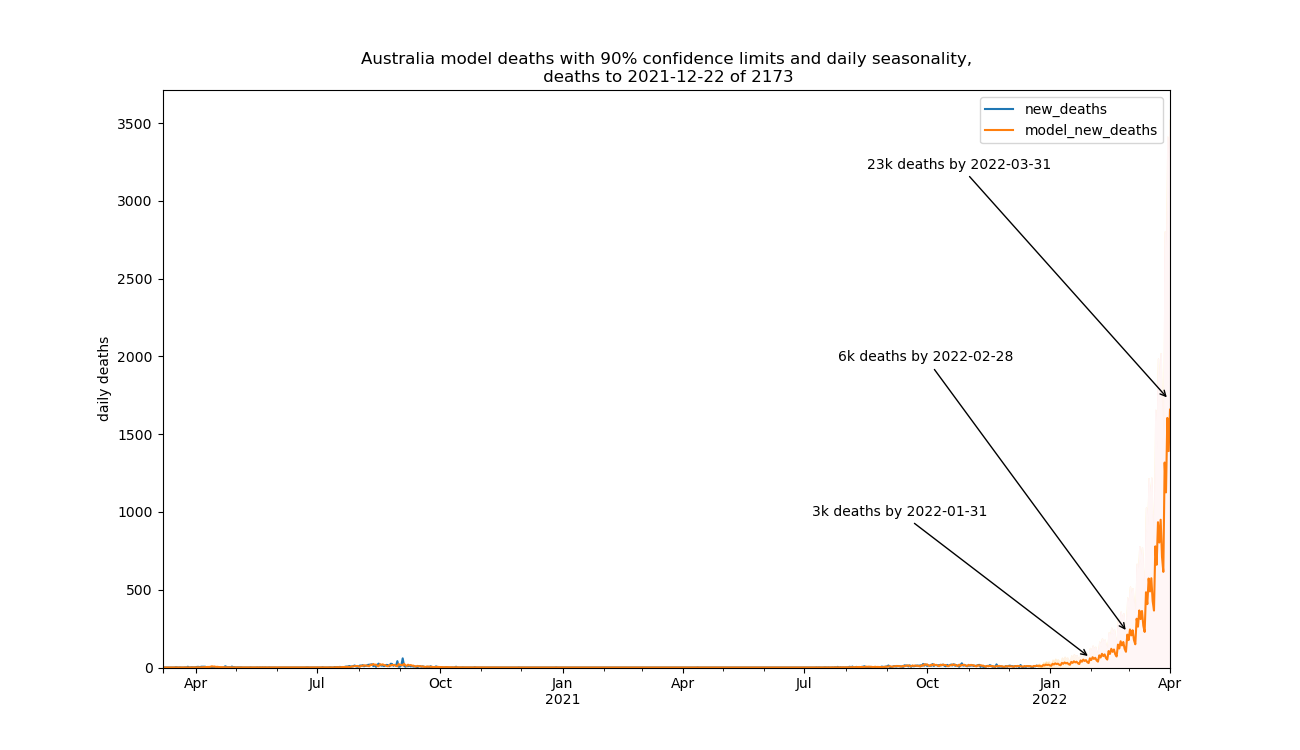 Australia model deaths with 90% confidence limits and daily seasonality,
deaths to 2021-12-22 of 2173
new_deaths
model_new_deaths
3500
3000
2500
2000
1500
1000
500
0
daily deaths
23k deaths by 2022-03-31
6k deaths by 2022-02-28
3k deaths by 2022-01-31
Apr Jul Oct Jan Apr Jul Oct Jan Apr
2021 2022